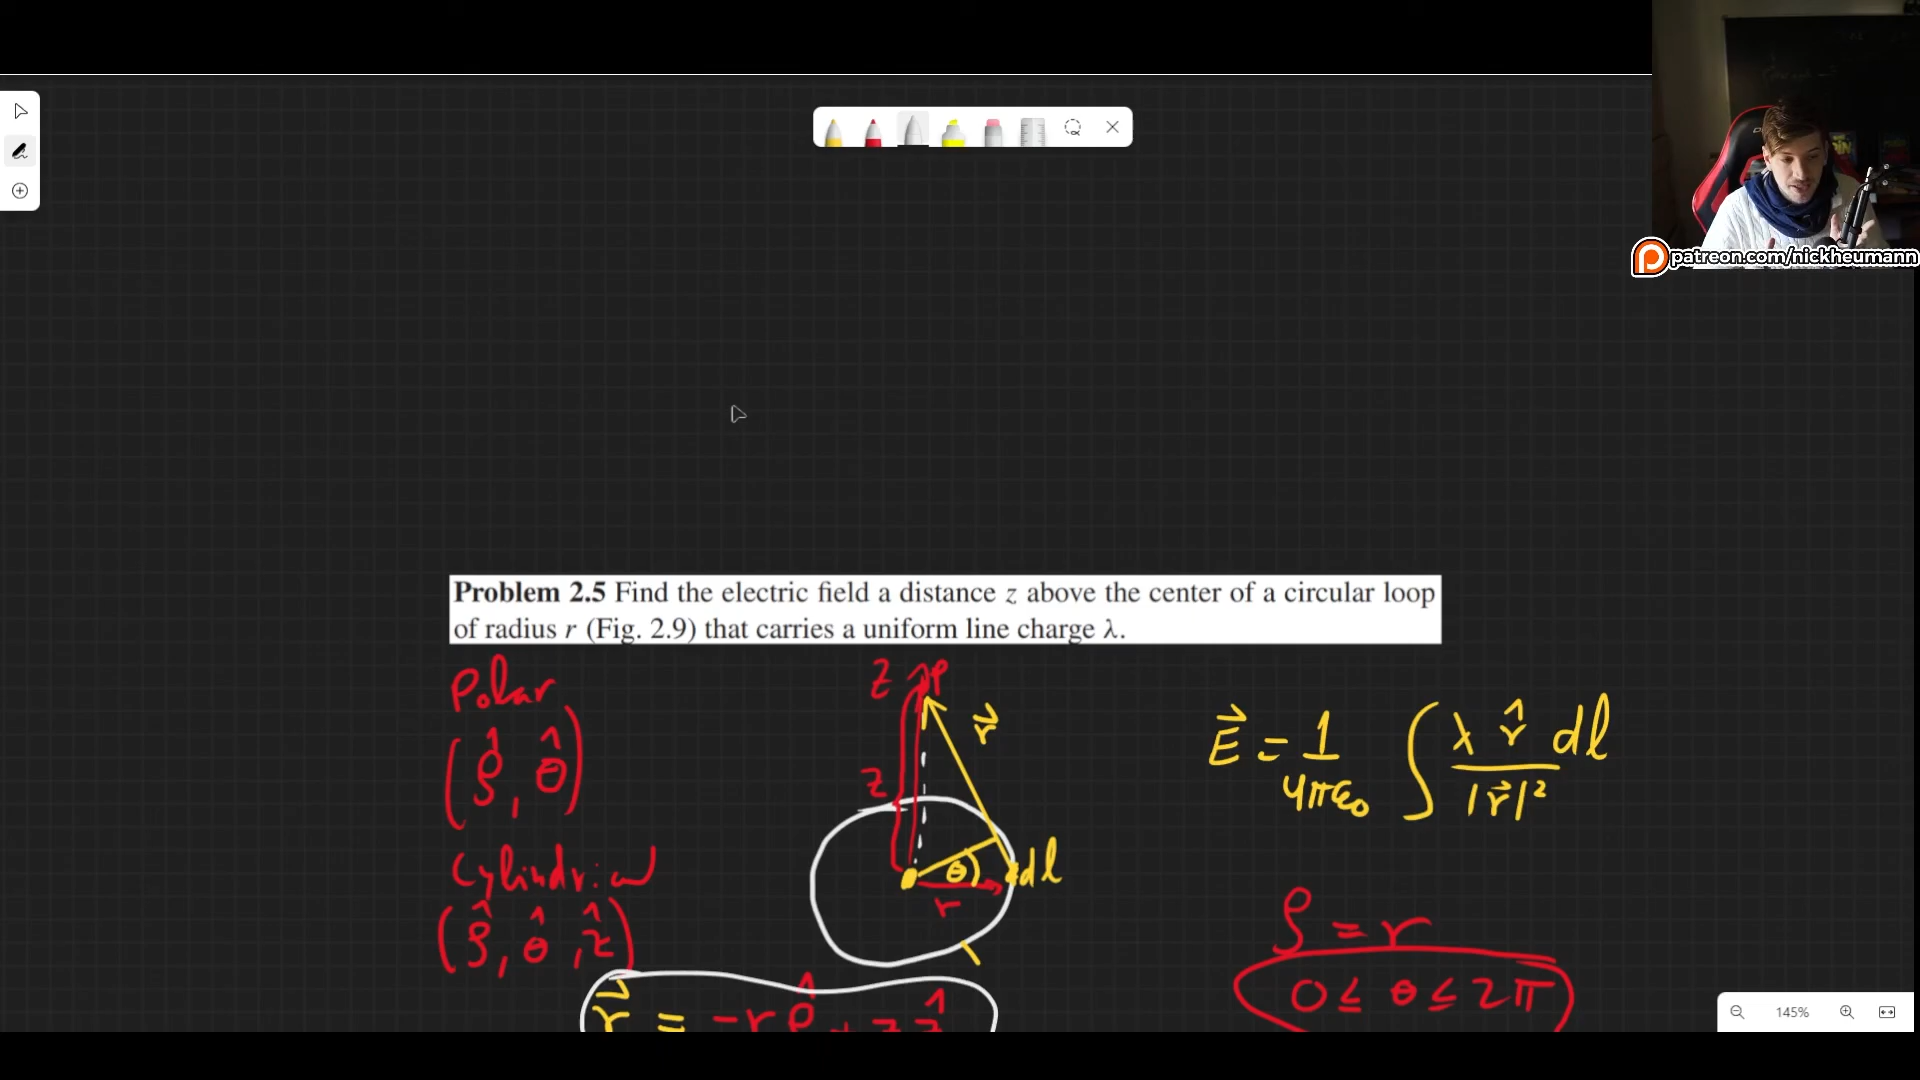 patreon.com/nickheumann
Problem 2.5 Find the electric field a distance z above the center of a circular loop
of radius r (Fig. 2.9) that carries a uniform line charge λ.
Polar
(ρ̂, θ̂)
Cylindrical
(ρ̂, θ̂, ẑ)
z P
r⃗
z
θ
dl
r
E⃗ = 1/4πε₀ ∫ λ r̂ dl / |r⃗|²
ρ = r
0 ≤ θ ≤ 2π
r⃗ = -r ρ̂ + z ẑ
145%